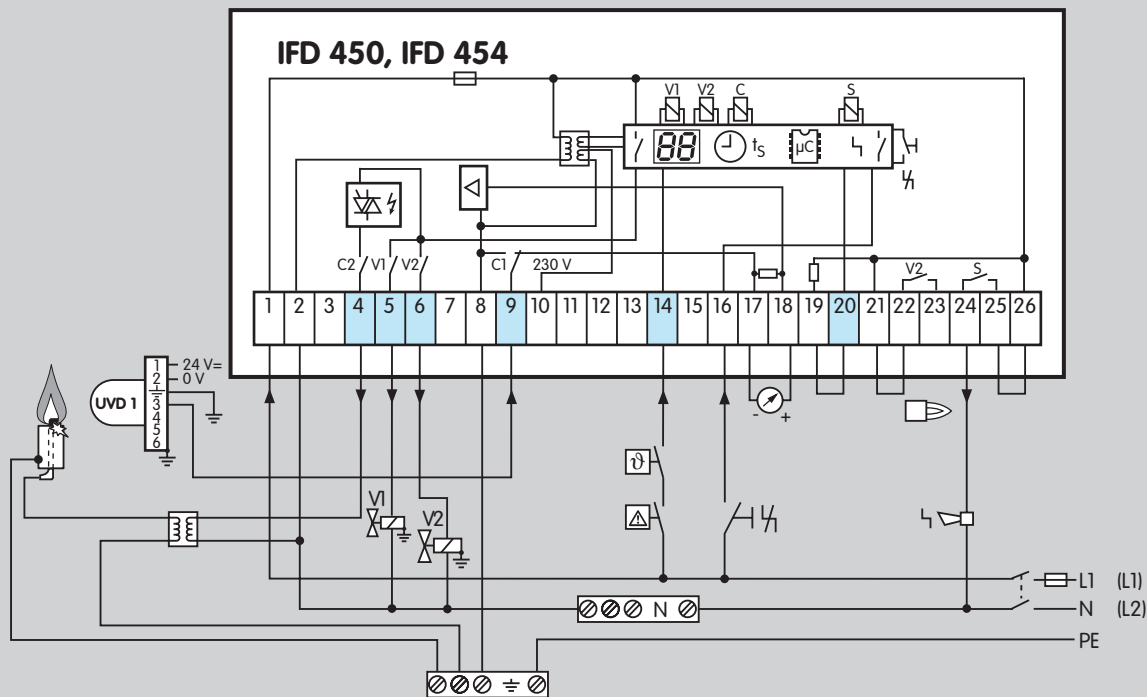 IFD 450, IFD 454
V1 V2 C S
88 tS µC
C2 V1 V2 C1 230 V V2 S
1 2 3 4 5 6 7 8 9 10 11 12 13 14 15 16 17 18 19 20 21 22 23 24 25 26
UVD 1
1 24 V=
2 0 V
3
4
5
6
- +
ϑ
V1
V2
L1 (L1)
N N (L2)
PE